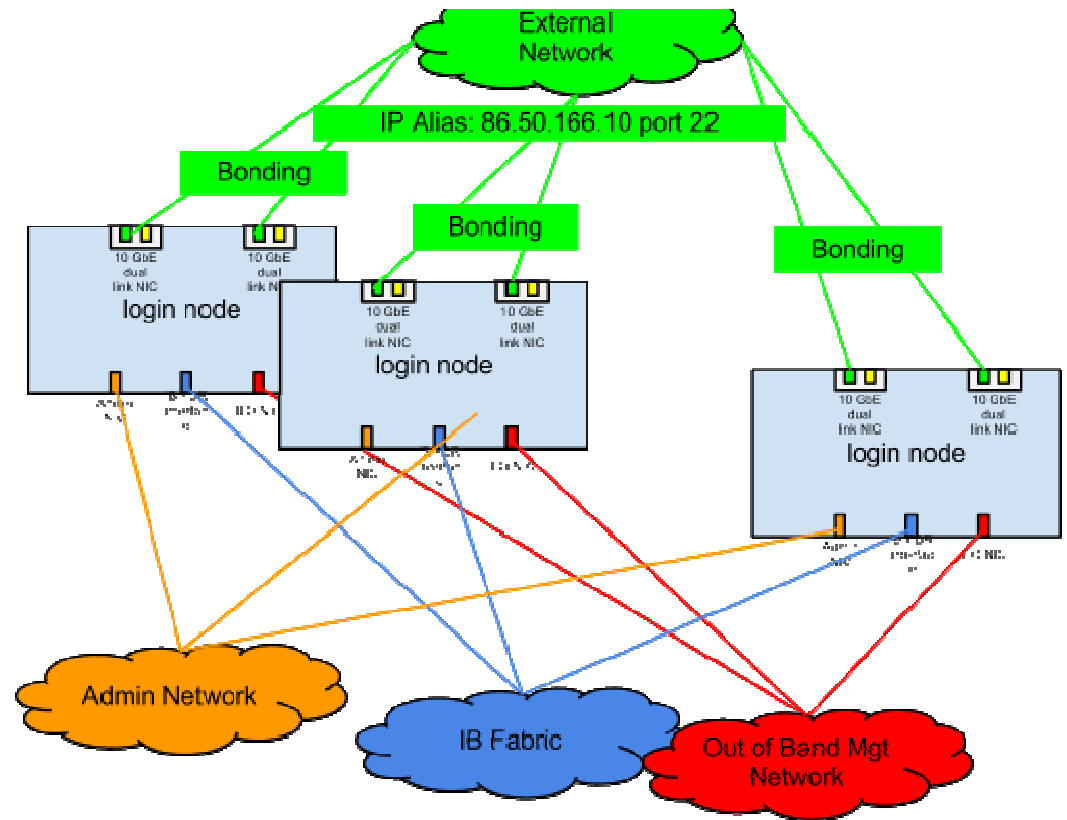 External
Network
IP Alias: 86.50.166.10 port 22
Bonding
Bonding
Bonding
10 GbE
dual
link NIC
10 GbE
dual
link N
login node
10 GbE
dual
link NIC
10 GbE
dual
link NIC
login node
10 GbE
dual
link NIC
10 GbE
dual
link NIC
login node
NIC
Admin Network
IB Fabric
Out of Band Mgt
Network